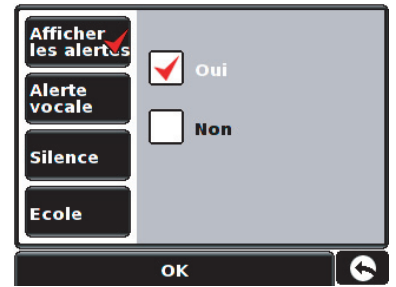 Afficher
les alertes
Alerte
vocale
Silence
Ecole
Oui
Non
OK